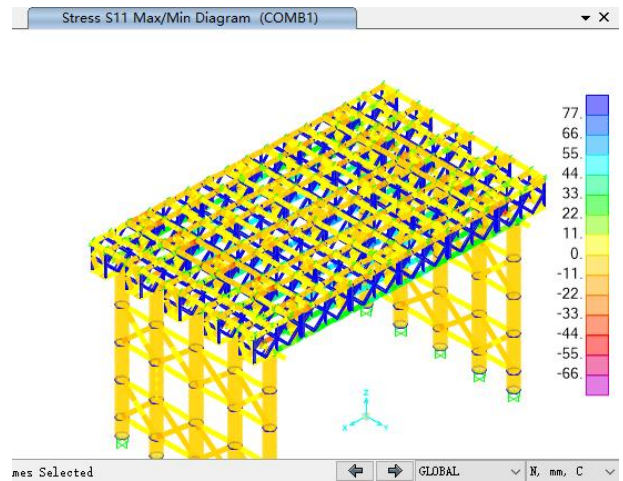 Stress S11 Max/Min Diagram (COMB1)
77.
66.
55.
44.
33.
22.
11.
0.
-11.
-22.
-33.
-44.
-55.
-66.
Z
X
Y
mes Selected
GLOBAL
N, mm, C